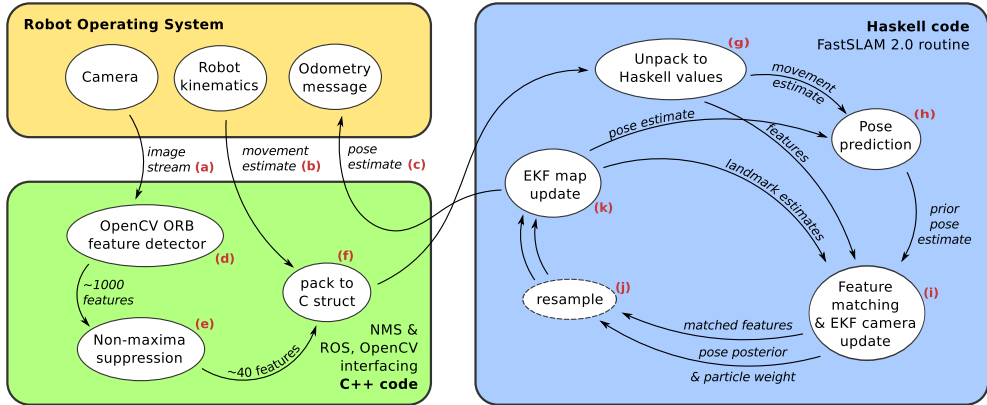 Robot Operating System
Camera
Robot
kinematics
Odometry
message
image
stream (a)
movement
estimate (b)
pose
estimate (c)
OpenCV ORB
feature detector
(d)
~1000
features
(e)
Non-maxima
suppression
~40 features
(f)
pack to
C struct
NMS &
ROS, OpenCV
interfacing
C++ code
Haskell code
FastSLAM 2.0 routine
(g)
Unpack to
Haskell values
movement
estimate
(h)
Pose
prediction
pose estimate
features
EKF map
update
(k)
landmark estimates
prior
pose
estimate
(i)
Feature
matching
& EKF camera
update
(j)
resample
matched features
pose posterior
& particle weight